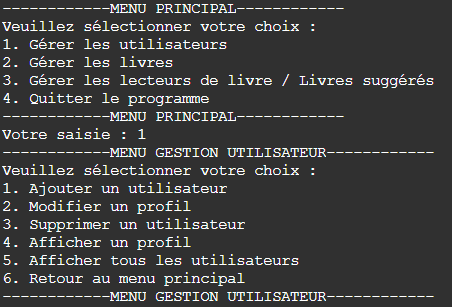 ------------MENU PRINCIPAL------------
Veuillez sélectionner votre choix :
1. Gérer les utilisateurs
2. Gérer les livres
3. Gérer les lecteurs de livre / Livres suggérés
4. Quitter le programme
------------MENU PRINCIPAL------------
Votre saisie : 1
------------MENU GESTION UTILISATEUR------------
Veuillez sélectionner votre choix :
1. Ajouter un utilisateur
2. Modifier un profil
3. Supprimer un utilisateur
4. Afficher un profil
5. Afficher tous les utilisateurs
6. Retour au menu principal
------------MENU GESTION UTILISATEUR------------